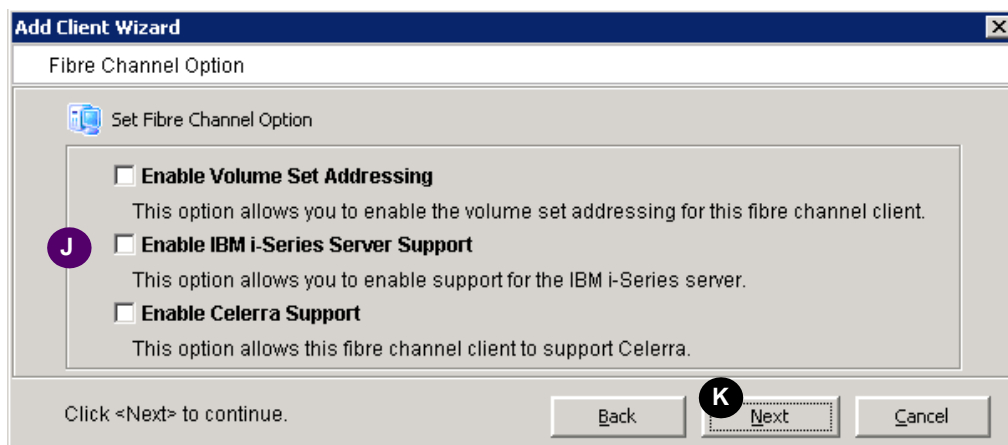 Add Client Wizard
Fibre Channel Option
Set Fibre Channel Option
Enable Volume Set Addressing
This option allows you to enable the volume set addressing for this fibre channel client.
J Enable IBM i-Series Server Support
This option allows you to enable support for the IBM i-Series server.
Enable Celerra Support
This option allows this fibre channel client to support Celerra.
Click <Next> to continue. Back K Next Cancel